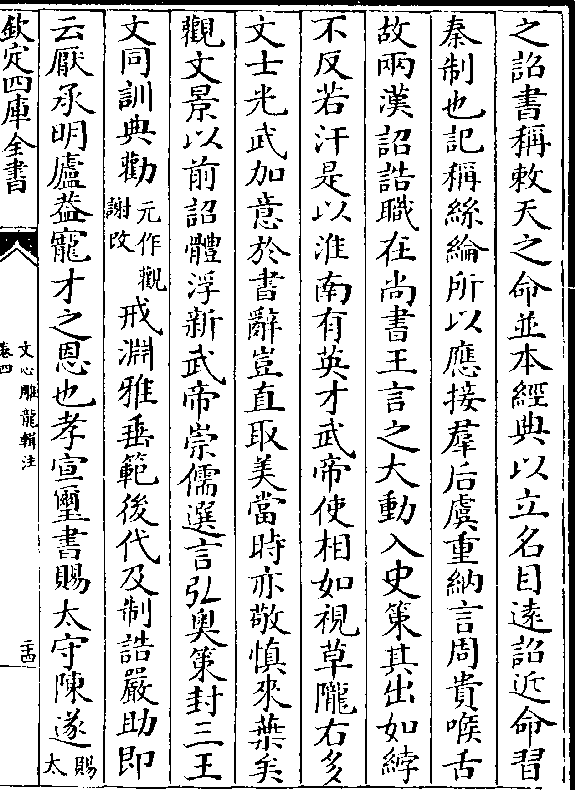 之詔書稱敕天之命並本經典以立名目遠詔近命習
秦制也記稱絲綸所以應接羣后虞重納言周貴喉舌
故兩漢詔誥職在尚書王言之大動入史策其出如綍
不反若汗是以淮南有英才武帝使相如視草隴右多
文士光武加意於書辭豈直取美當時亦敬慎來葉矣
觀文景以前詔體浮新武帝崇儒選言弘奥策封三王
文同訓典勸元作觀謝改戒淵雅垂範後代及制誥嚴助即
云厭承明廬葢寵才之恩也孝宣璽書賜太守陳遂賜太
欽定四庫全書
文心雕龍輯注
卷四
二十四